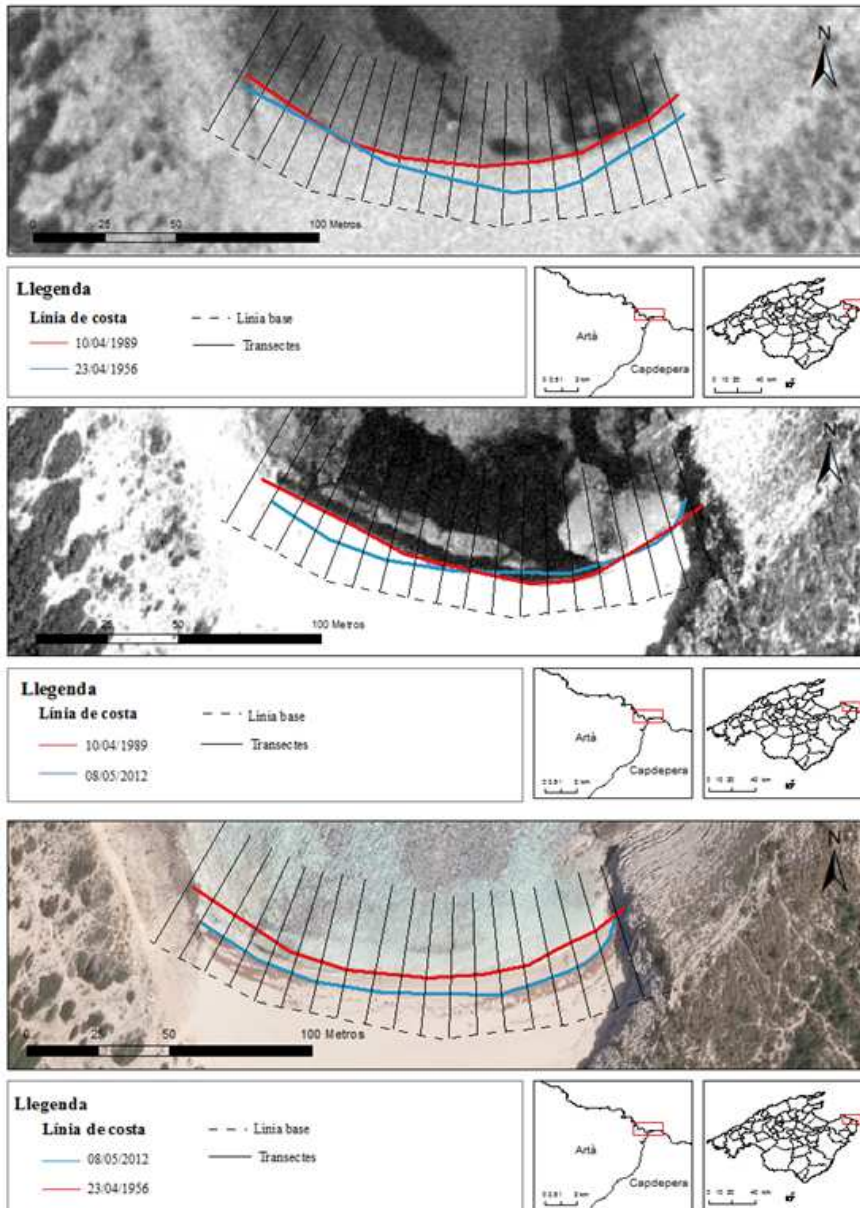 N
0 25 50 100 Metros
Llegenda
Línia de costa
10/04/1989
23/04/1956
Línia base
Transectes
Artà
Capdepera
N
0 25 50 100 Metros
Llegenda
Línia de costa
10/04/1989
08/05/2012
Línia base
Transectes
Artà
Capdepera
N
0 25 50 100 Metros
Llegenda
Línia de costa
08/05/2012
23/04/1956
Línia base
Transectes
Artà
Capdepera